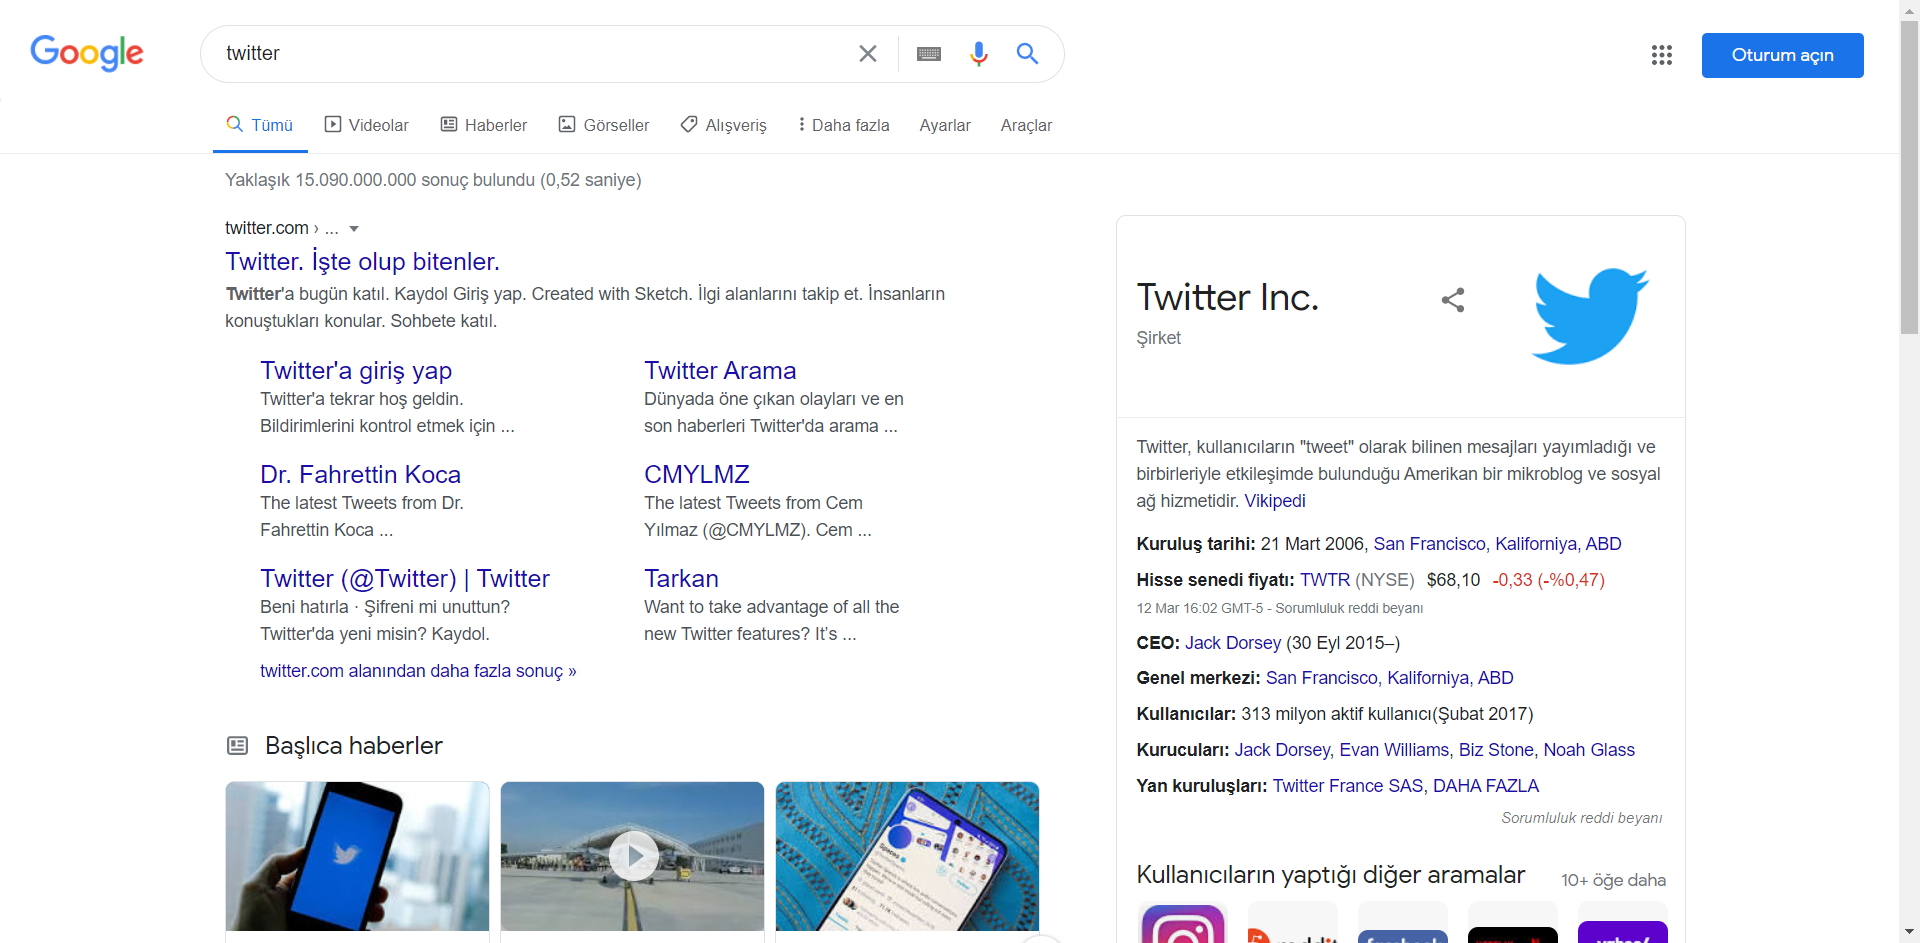 Google
twitter
Oturum açın
Tümü
Videolar
Haberler
Görseller
Alışveriş
Daha fazla
Ayarlar
Araçlar
Yaklaşık 15.090.000.000 sonuç bulundu (0,52 saniye)
twitter.com › ...
Twitter. İşte olup bitenler.
Twitter'a bugün katıl. Kaydol Giriş yap. Created with Sketch. İlgi alanlarını takip et. İnsanların
konuştukları konular. Sohbete katıl.
Twitter'a giriş yap
Twitter'a tekrar hoş geldin.
Bildirimlerini kontrol etmek için ...
Twitter Arama
Dünyada öne çıkan olayları ve en
son haberleri Twitter'da arama ...
Dr. Fahrettin Koca
The latest Tweets from Dr.
Fahrettin Koca ...
CMYLMZ
The latest Tweets from Cem
Yılmaz (@CMYLMZ). Cem ...
Twitter (@Twitter) | Twitter
Beni hatırla · Şifreni mi unuttun?
Twitter'da yeni misin? Kaydol.
Tarkan
Want to take advantage of all the
new Twitter features? It's ...
twitter.com alanından daha fazla sonuç »
Başlıca haberler
Spaces
Twitter Inc.
Şirket
Twitter, kullanıcıların "tweet" olarak bilinen mesajları yayımladığı ve
birbirleriyle etkileşimde bulunduğu Amerikan bir mikroblog ve sosyal
ağ hizmetidir. Vikipedi
Kuruluş tarihi: 21 Mart 2006, San Francisco, Kaliforniya, ABD
Hisse senedi fiyatı: TWTR (NYSE) $68,10 -0,33 (-%0,47)
12 Mar 16:02 GMT-5 - Sorumluluk reddi beyanı
CEO: Jack Dorsey (30 Eyl 2015–)
Genel merkezi: San Francisco, Kaliforniya, ABD
Kullanıcılar: 313 milyon aktif kullanıcı(Şubat 2017)
Kurucuları: Jack Dorsey, Evan Williams, Biz Stone, Noah Glass
Yan kuruluşları: Twitter France SAS, DAHA FAZLA
Sorumluluk reddi beyanı
Kullanıcıların yaptığı diğer aramalar
10+ öğe daha
reddit
facebook
yahoo!